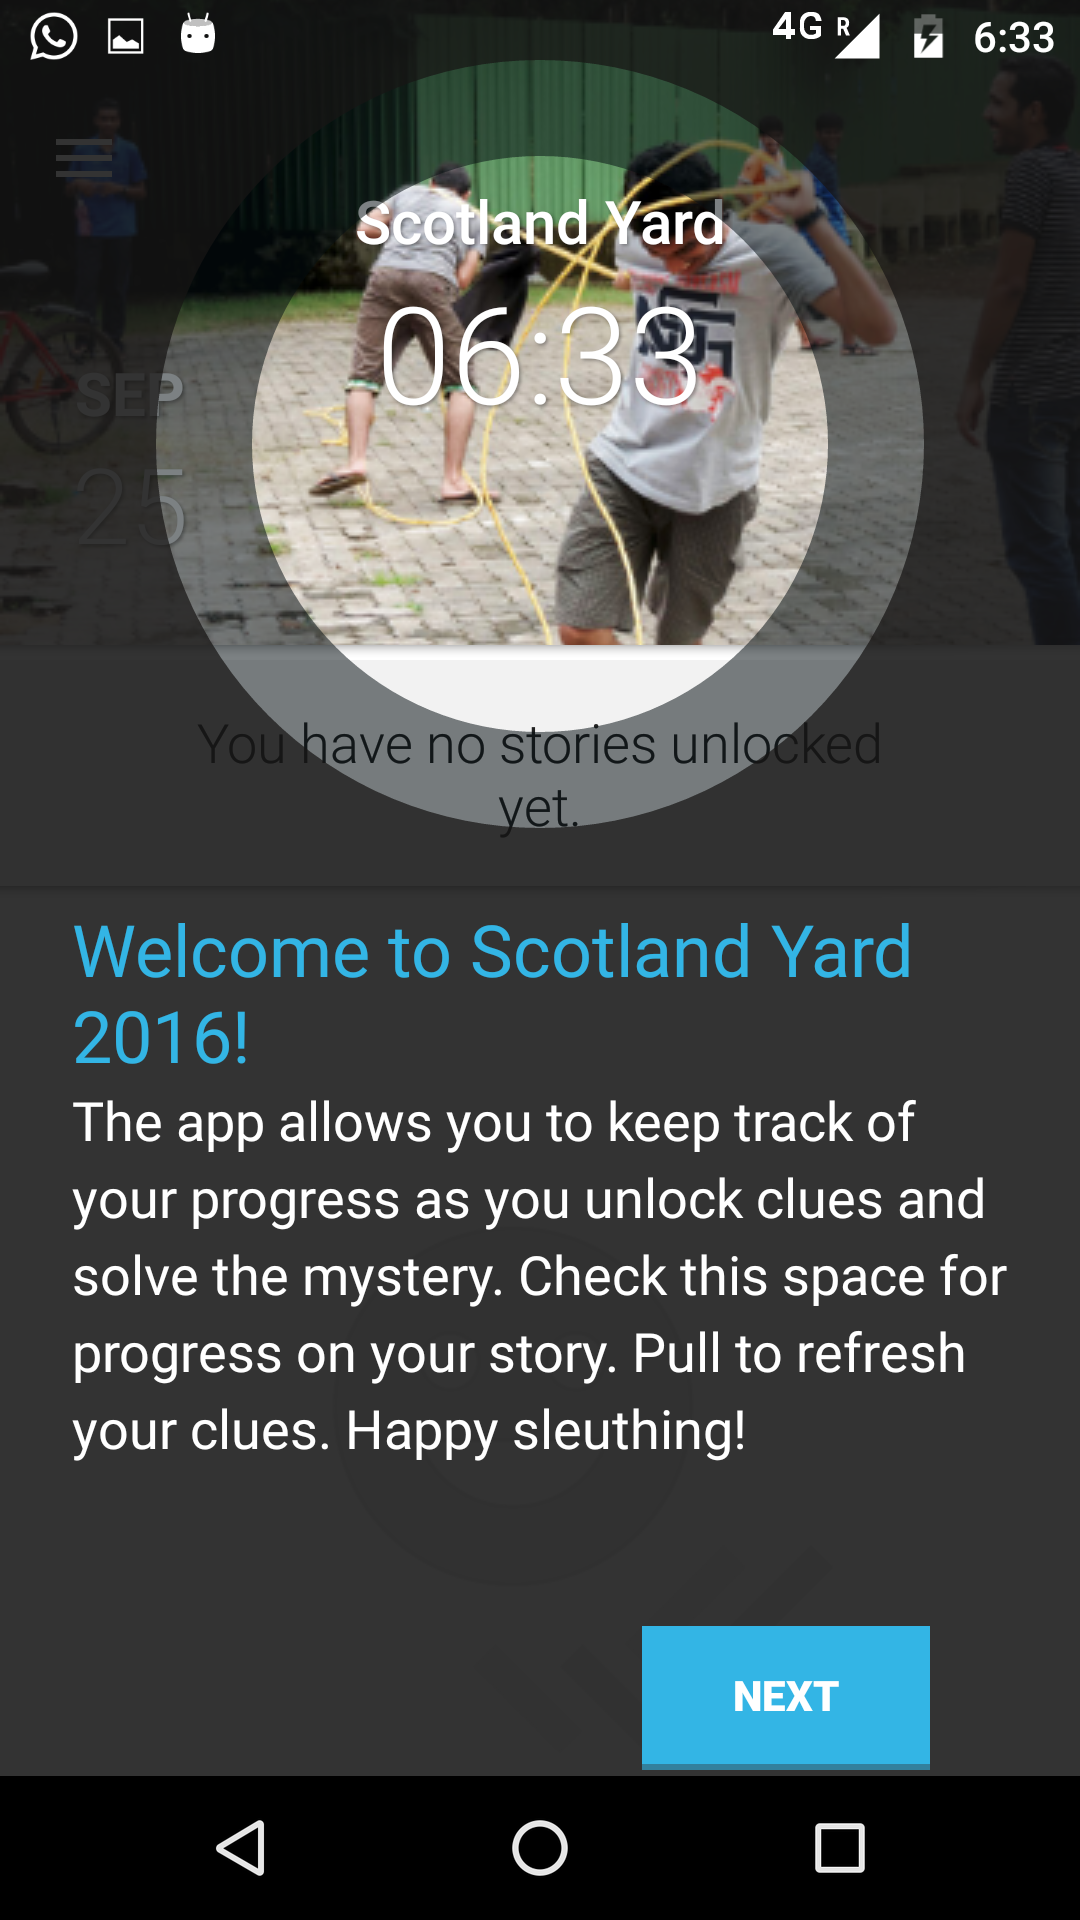 4G R 6:33
Scotland Yard
06:33
SEP
25
You have no stories unlocked
yet.
Welcome to Scotland Yard
2016!
The app allows you to keep track of
your progress as you unlock clues and
solve the mystery. Check this space for
progress on your story. Pull to refresh
your clues. Happy sleuthing!
NEXT